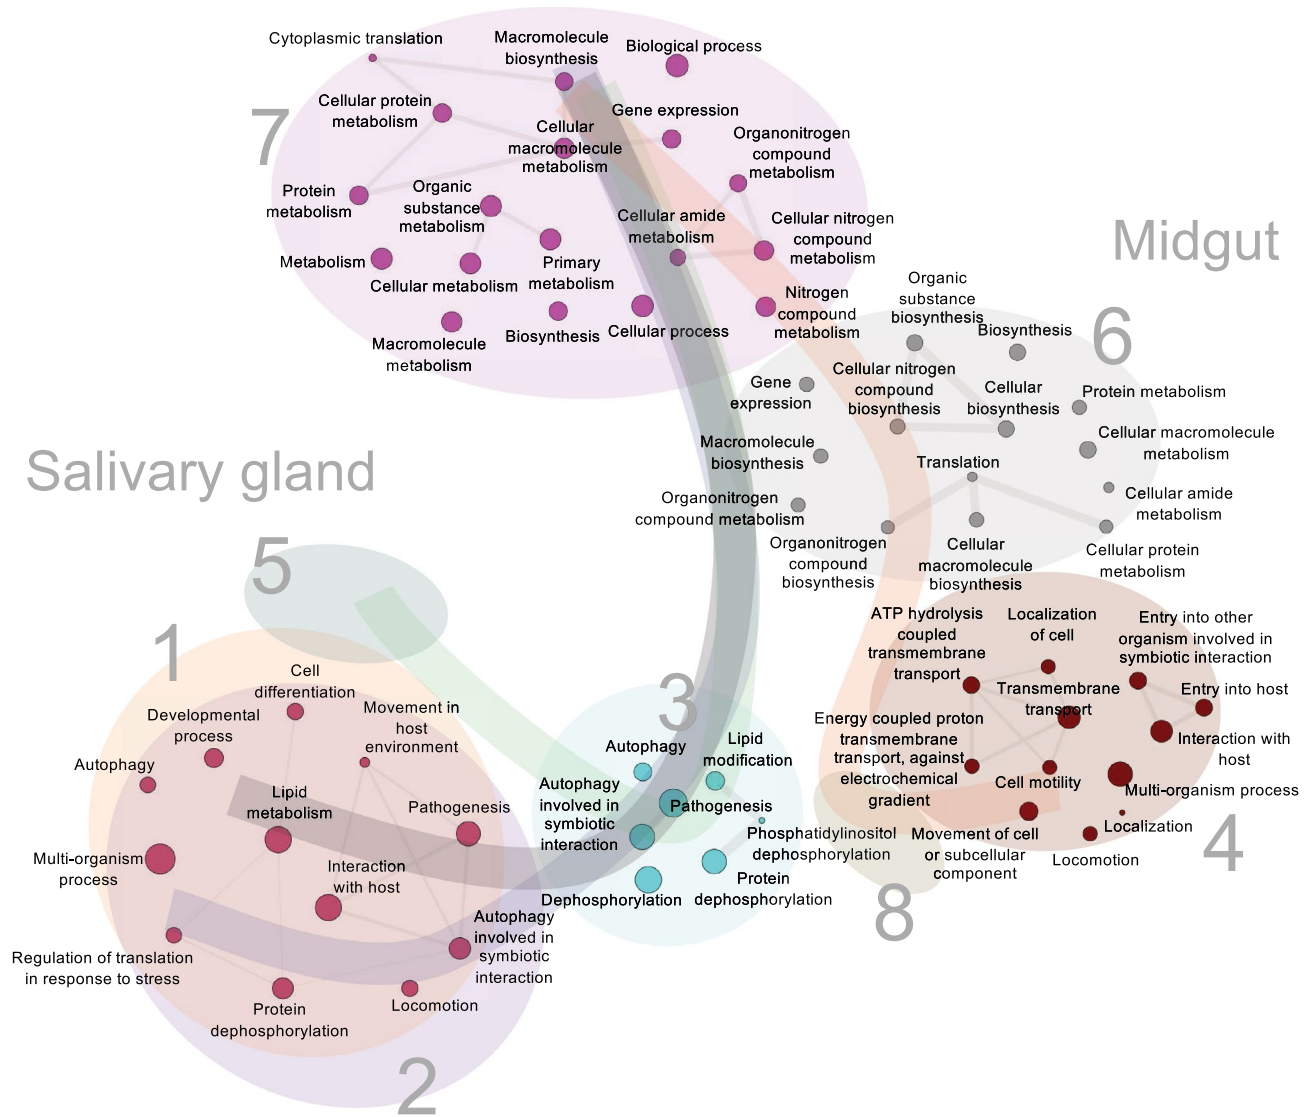 Cytoplasmic translation
Macromolecule
biosynthesis
Biological process
7
Cellular protein
metabolism
Gene expression
Cellular
macromolecule
metabolism
Organonitrogen
compound
metabolism
Protein
metabolism
Organic
substance
metabolism
Cellular amide
metabolism
Cellular nitrogen
compound
metabolism
Metabolism
Cellular metabolism
Primary
metabolism
Nitrogen
compound
metabolism
Macromolecule
metabolism
Biosynthesis
Cellular process
Midgut
6
Organic
substance
biosynthesis
Biosynthesis
Gene
expression
Cellular nitrogen
compound
biosynthesis
Cellular
biosynthesis
Protein metabolism
Macromolecule
biosynthesis
Translation
Cellular macromolecule
metabolism
Organonitrogen
compound metabolism
Cellular amide
metabolism
Organonitrogen
compound
biosynthesis
Cellular
macromolecule
biosynthesis
Cellular protein
metabolism
Salivary gland
5
1
Cell
differentiation
Developmental
process
Movement in
host
environment
Autophagy
Lipid
metabolism
Pathogenesis
Multi-organism
process
Interaction
with host
Regulation of translation
in response to stress
Autophagy
involved in
symbiotic
interaction
Protein
dephosphorylation
Locomotion
2
3
Autophagy
Lipid
modification
Autophagy
involved in
symbiotic
interaction
Pathogenesis
Phosphatidylinositol
dephosphorylation
Dephosphorylation
Protein
dephosphorylation
ATP hydrolysis
coupled
transmembrane
transport
Localization
of cell
Entry into other
organism involved in
symbiotic interaction
Transmembrane
transport
Entry into host
Energy coupled proton
transmembrane
transport, against
electrochemical
gradient
Interaction with
host
Cell motility
Multi-organism process
Movement of cell
or subcellular
component
Localization
Locomotion
4
8